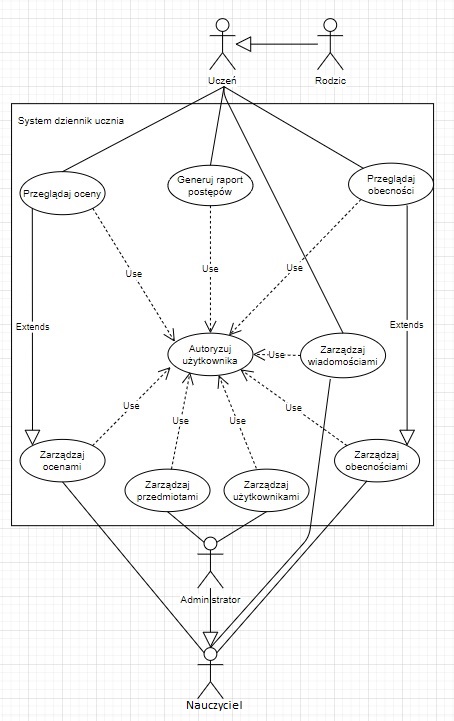 Uczeń
Rodzic
System dziennik ucznia
Przeglądaj oceny
Generuj raport
postępów
Przeglądaj
obecności
Use
Use
Use
Extends
Extends
Autoryzuj
użytkownika
Use
Zarządzaj
wiadomościami
Use
Use
Use
Use
Zarządzaj
ocenami
Zarządzaj
przedmiotami
Zarządzaj
użytkownikami
Zarządzaj
obecnościami
Administrator
Nauczyciel